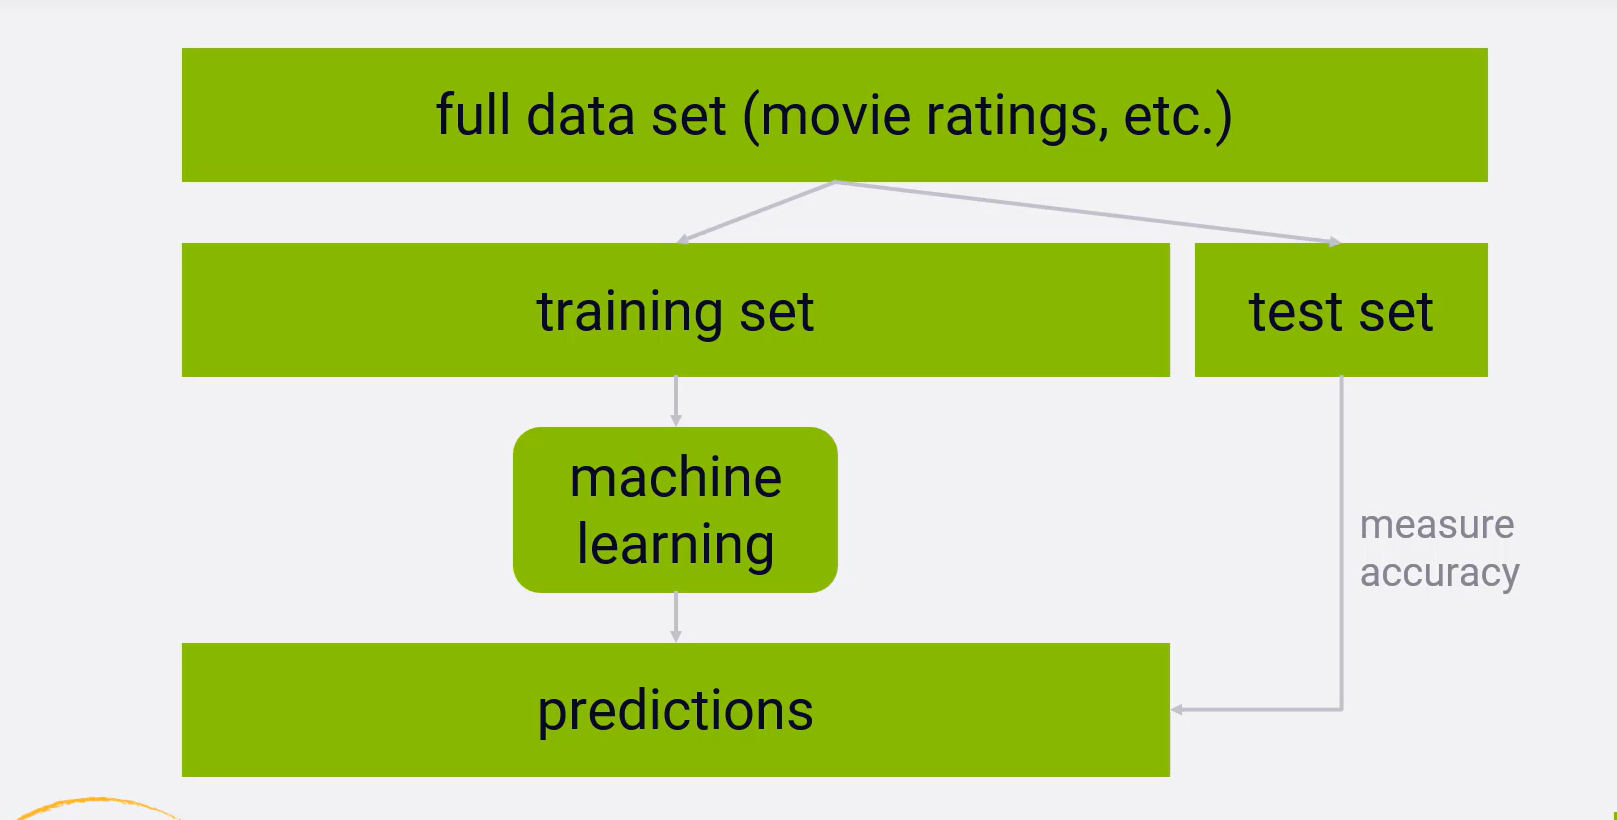 full data set (movie ratings, etc.)
training set
test set
machine
learning
measure
accuracy
predictions